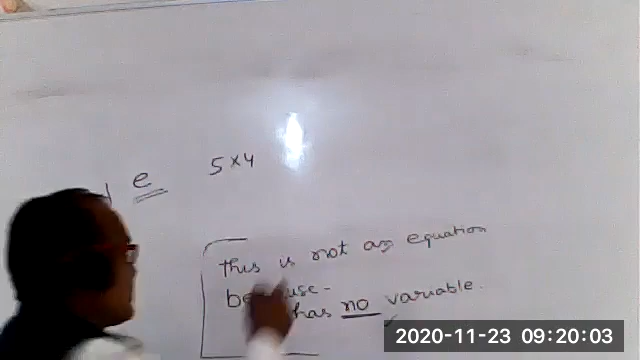 e 5×4
this is not an equation
because-
has no variable.
2020-11-23 09:20:03